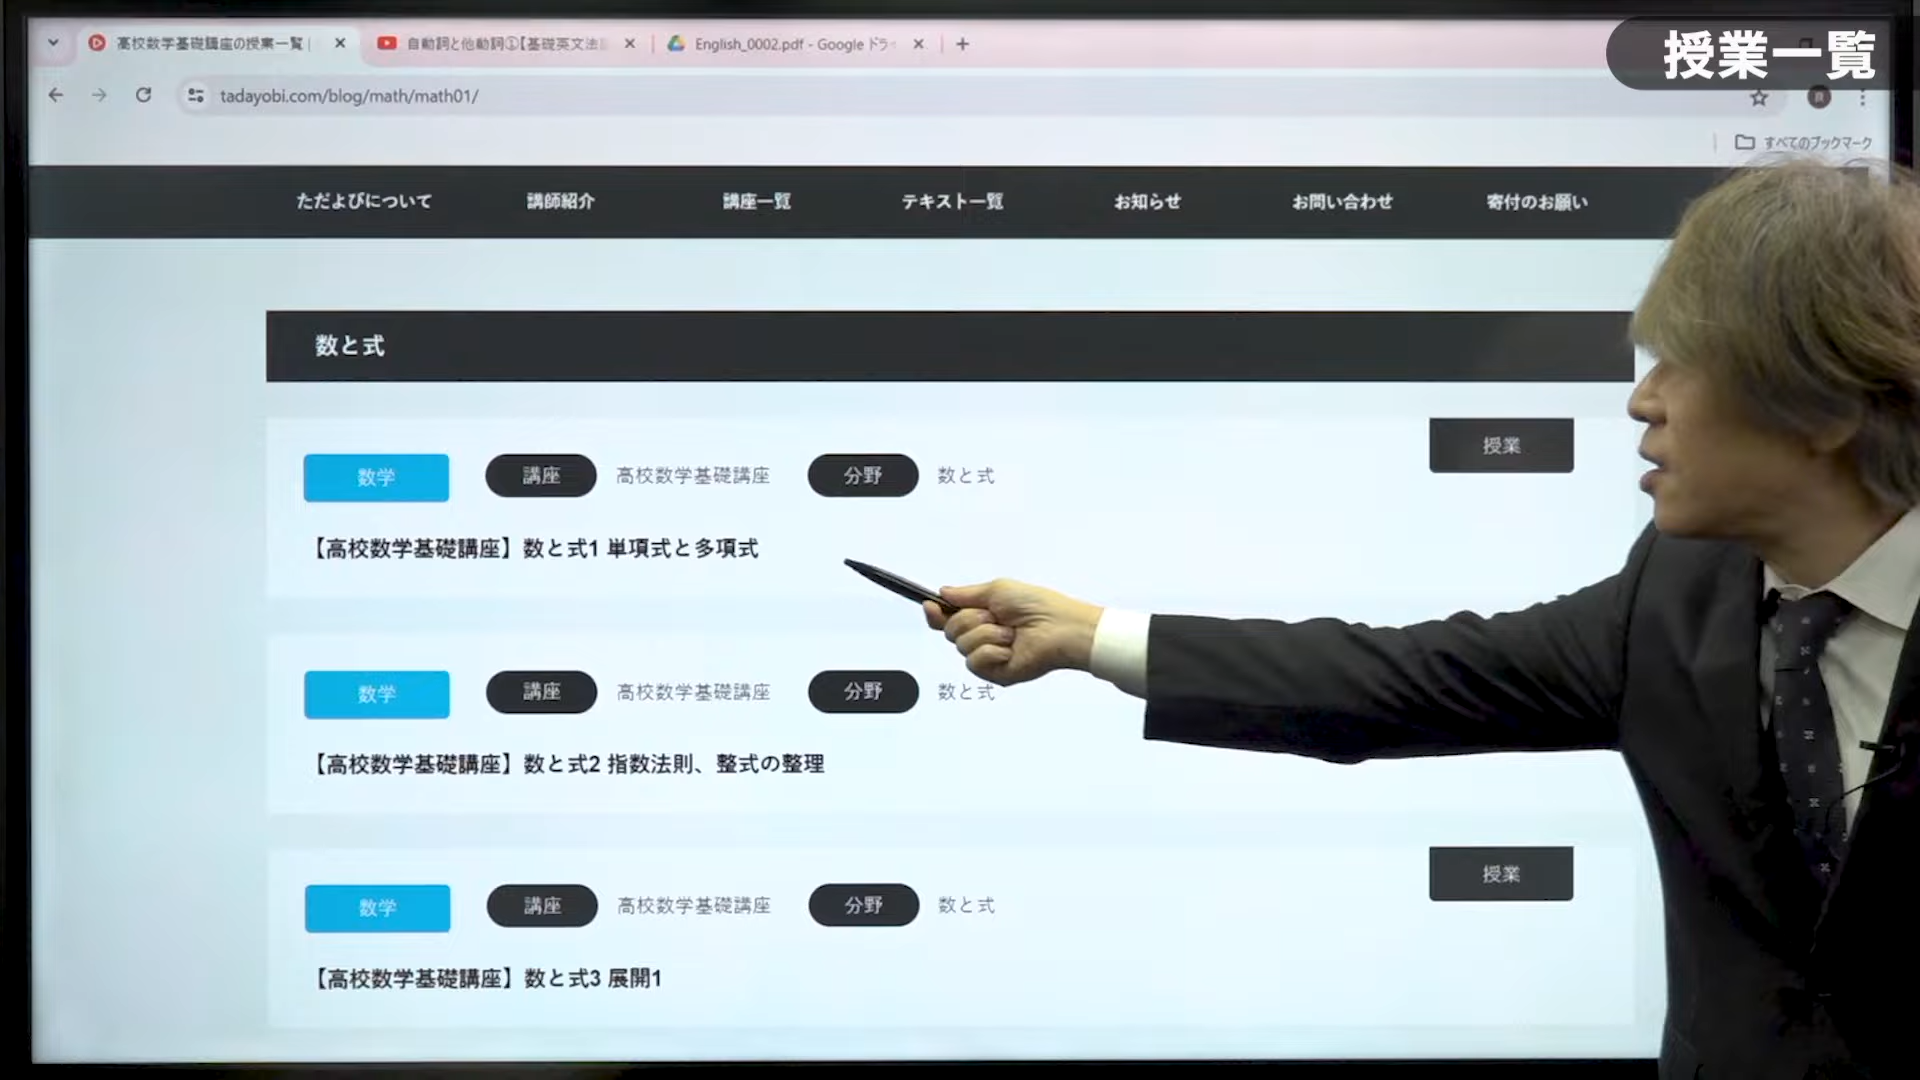 高校数学基礎講座の授業一覧
自動詞と他動詞①【基礎英文法
English_0002.pdf - Google ドラ
授業一覧
tadayobi.com/blog/math/math01/
すべてのブックマーク
ただよびについて
講師紹介
講座一覧
テキスト一覧
お知らせ
お問い合わせ
寄付のお願い
数と式
授業
数学 講座 高校数学基礎講座 分野 数と式
【高校数学基礎講座】数と式1 単項式と多項式
数学 講座 高校数学基礎講座 分野 数と式
【高校数学基礎講座】数と式2 指数法則、整式の整理
授業
数学 講座 高校数学基礎講座 分野 数と式
【高校数学基礎講座】数と式3 展開1